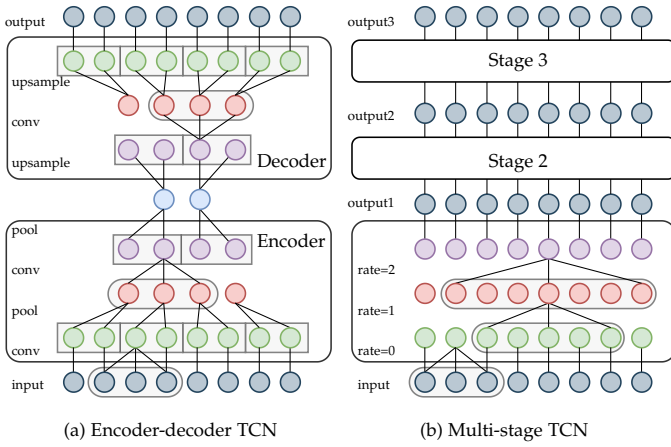 output
upsample
conv
upsample
Decoder
pool
Encoder
conv
pool
conv
input
(a) Encoder-decoder TCN
output3
Stage 3
output2
Stage 2
output1
rate=2
rate=1
rate=0
input
(b) Multi-stage TCN